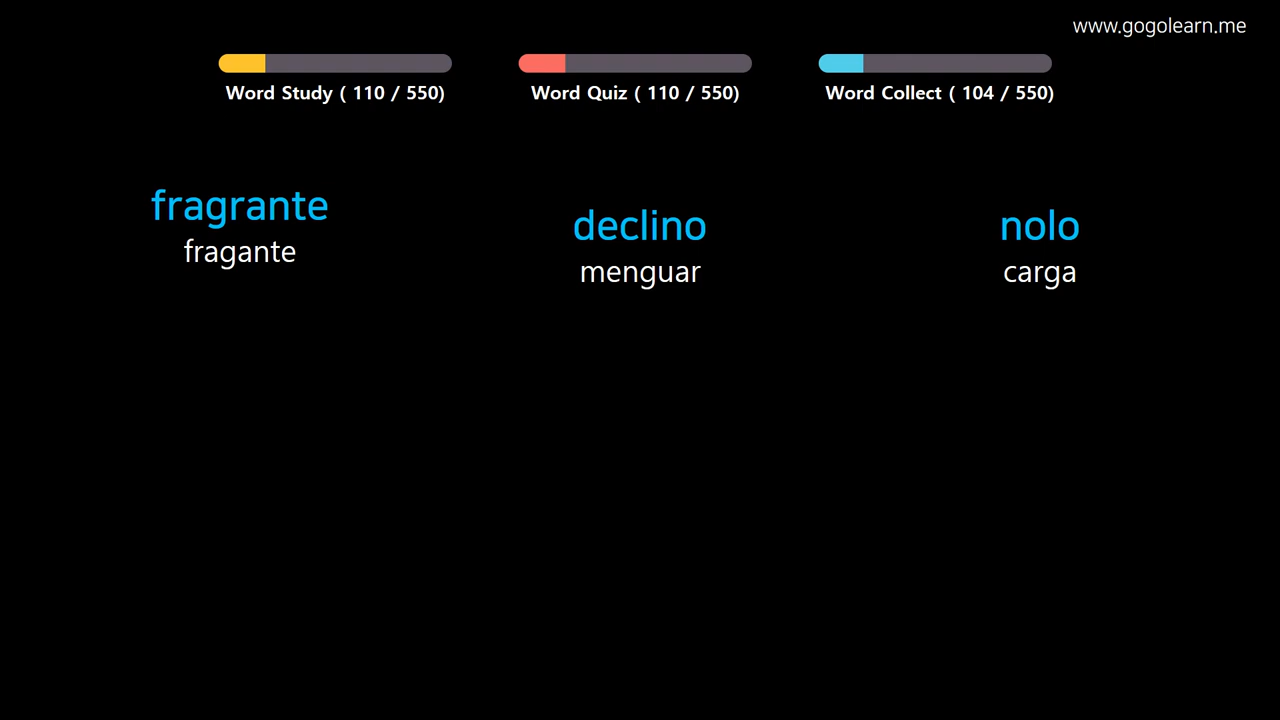 www.gogolearn.me
Word Study ( 110 / 550)
Word Quiz ( 110 / 550)
Word Collect ( 104 / 550)
fragrante
fragante
declino
menguar
nolo
carga